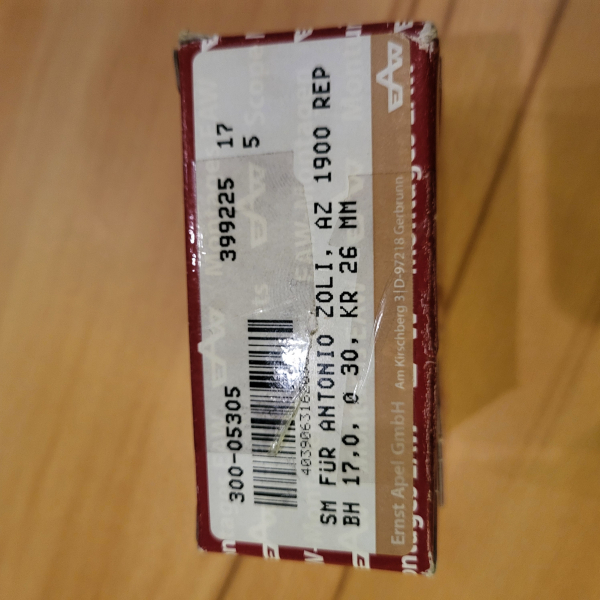 300-05305 399225 17
5
SM FÜR ANTONIO ZOLI, AZ 1900 REP
BH 17,0, Ø 30, KR 26 MM
Ernst Apel GmbH Am Kirschberg 3|D-97218 Gerbrunn
EAW